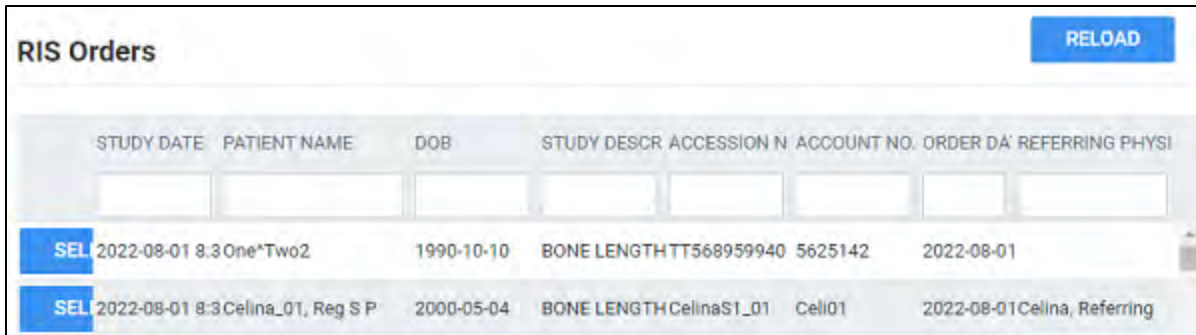 RIS Orders
RELOAD
STUDY DATE PATIENT NAME DOB STUDY DESCR ACCESSION N ACCOUNT NO. ORDER DA REFERRING PHYSI
SEL 2022-08-01 8:3 One^Two2 1990-10-10 BONE LENGTH TT568959940 5625142 2022-08-01
SEL 2022-08-01 8:3 Celina_01, Reg S P 2000-05-04 BONE LENGTH CelinaS1_01 Celi01 2022-08-01 Celina, Referring